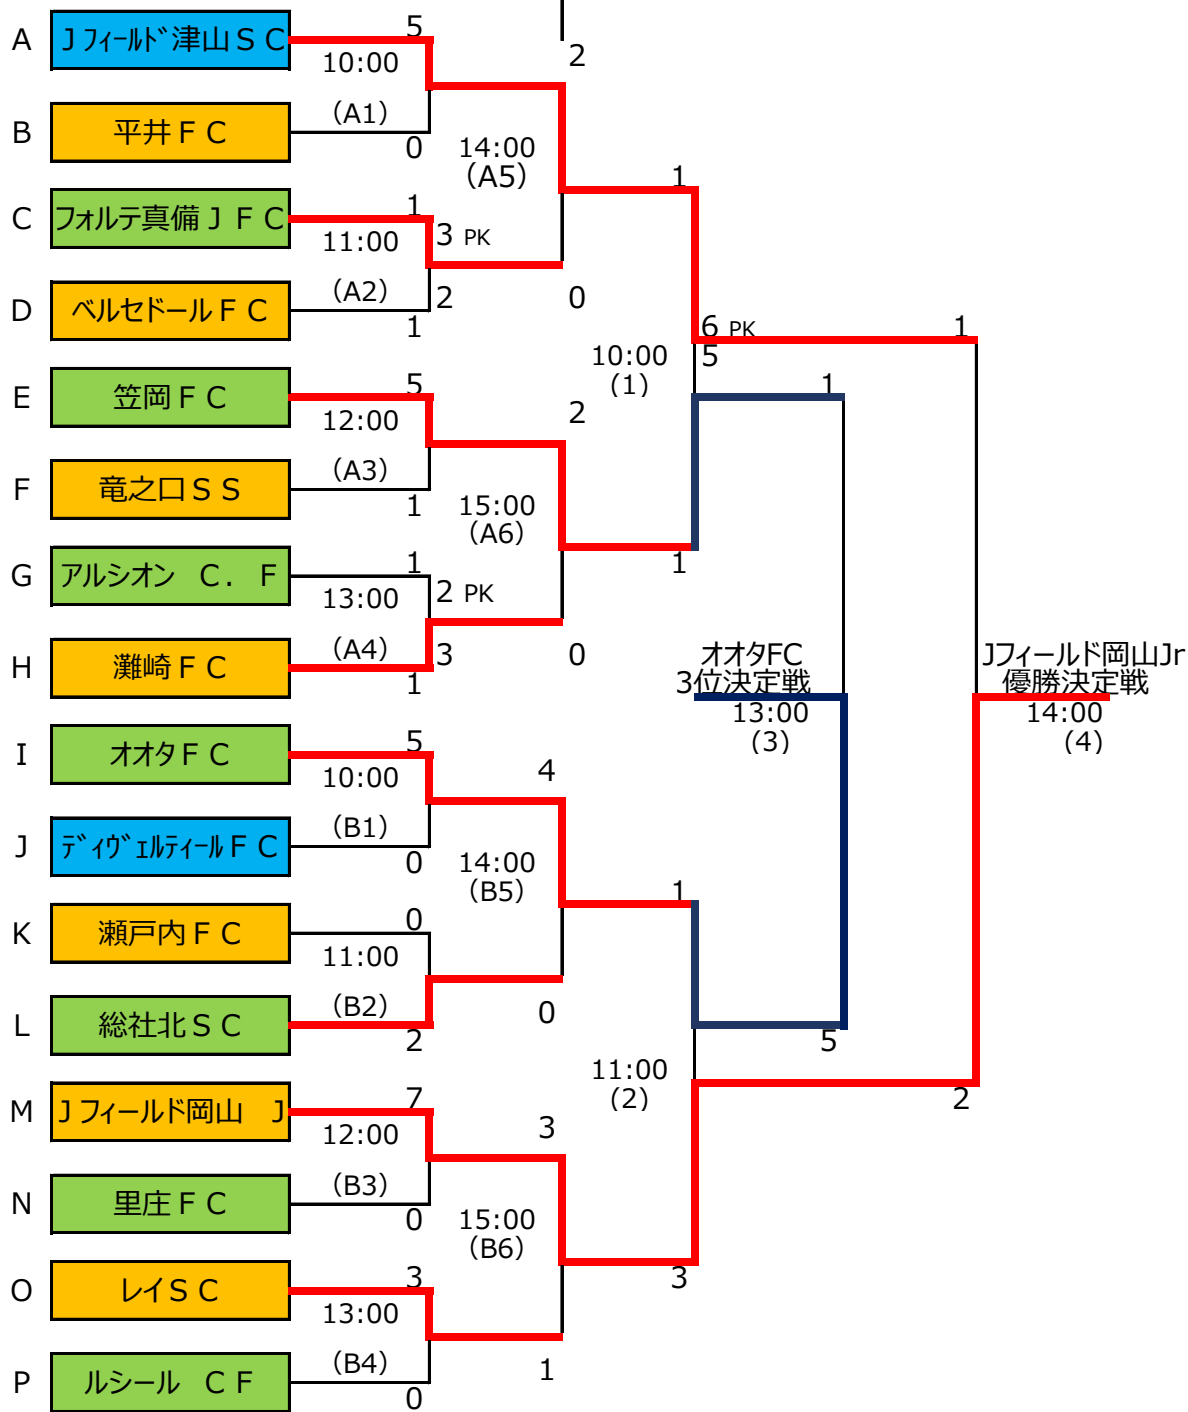 5
A Ｊﾌｨｰﾙﾄﾞ津山ＳＣ
10:00
2
(A1)
B 平井ＦＣ
0
14:00
(A5)
1
C フォルテ真備ＪＦＣ
1
3 PK
11:00
(A2)
2
0
D ベルセドールＦＣ
1
6 PK
5
1
10:00
(1)
5
E 笠岡ＦＣ
1
2
12:00
(A3)
F 竜之口ＳＳ
1
15:00
(A6)
1
1
G アルシオン　Ｃ．Ｆ
2 PK
13:00
(A4)
3
0
H 灘崎ＦＣ
1
オオタFC
3位決定戦
13:00
(3)
Jフィールド岡山Jr
優勝決定戦
14:00
(4)
5
I オオタＦＣ
4
10:00
(B1)
J ﾃﾞｨｳﾞｪﾙﾃｨｰﾙＦＣ
0
14:00
(B5)
1
0
K 瀬戸内ＦＣ
11:00
(B2)
0
L 総社北ＳＣ
2
5
11:00
(2)
2
7
M Ｊフィールド岡山　Ｊ
3
12:00
(B3)
N 里庄ＦＣ
0
15:00
(B6)
3
3
O レイＳＣ
13:00
(B4)
1
P ルシール　ＣＦ
0